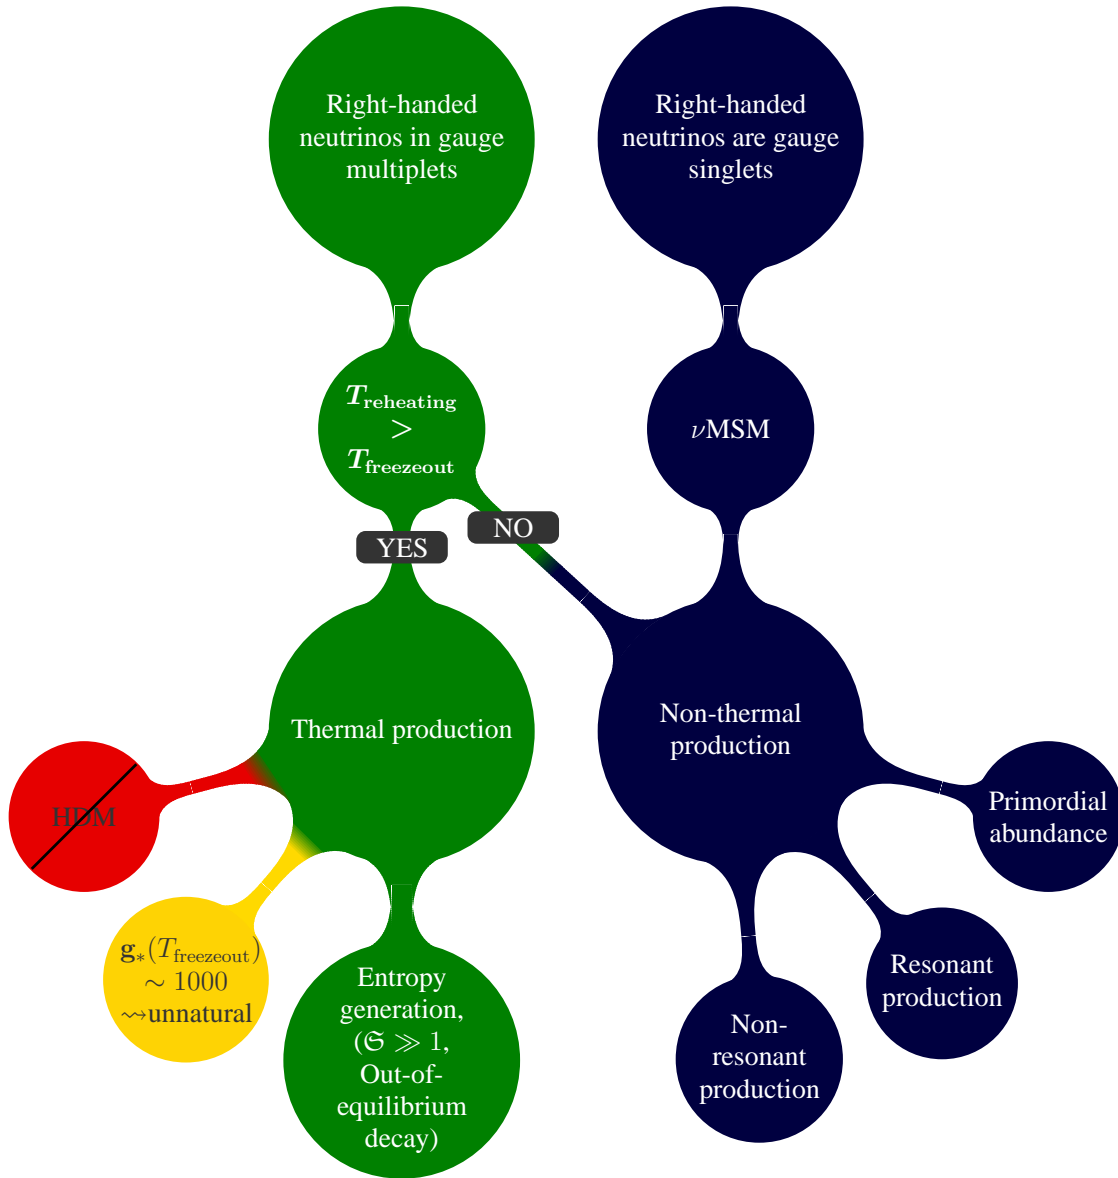 Right-handed
neutrinos in gauge
multiplets
Right-handed
neutrinos are gauge
singlets
T_reheating
>
T_freezeout
νMSM
YES
NO
Thermal production
Non-thermal
production
HDM
g_*(T_freezeout)
∼ 1000
⇝unnatural
Entropy
generation,
(𝔖 ≫ 1,
Out-of-
equilibrium
decay)
Non-
resonant
production
Resonant
production
Primordial
abundance